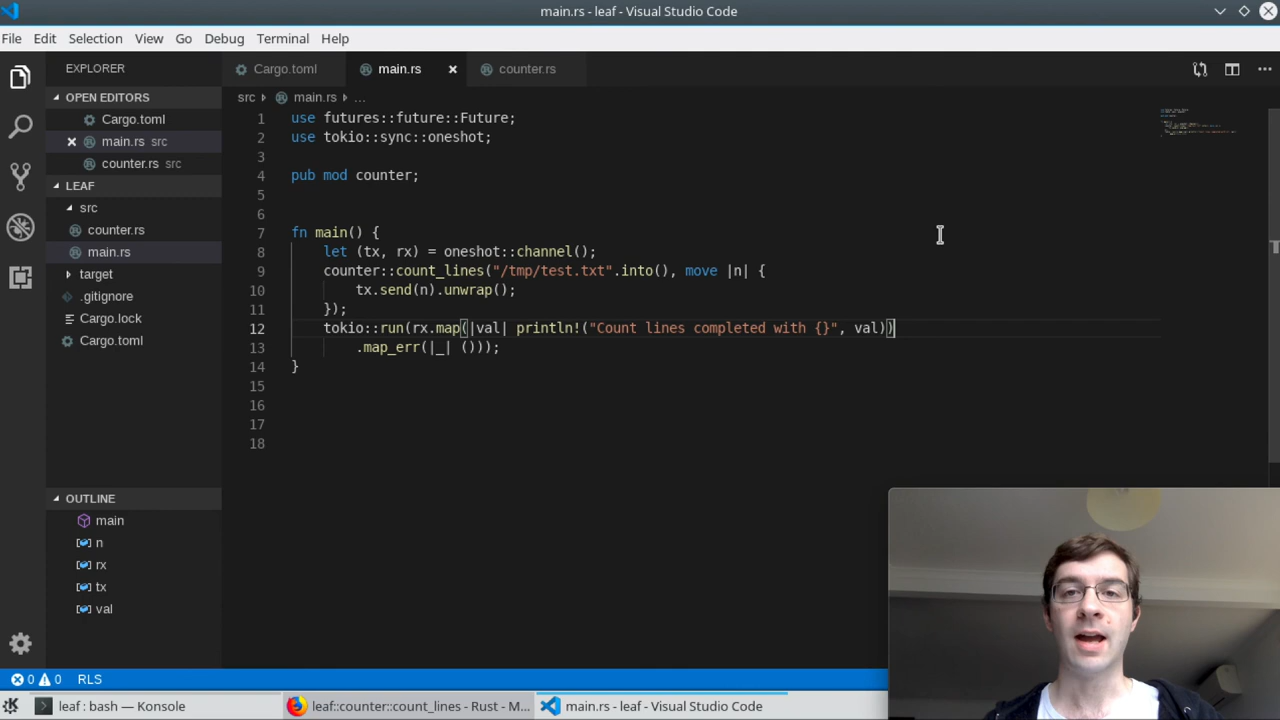 main.rs - leaf - Visual Studio Code
File Edit Selection View Go Debug Terminal Help
EXPLORER
OPEN EDITORS
Cargo.toml
main.rs src
counter.rs src
LEAF
src
counter.rs
main.rs
target
.gitignore
Cargo.lock
Cargo.toml
OUTLINE
main
n
rx
tx
val
Cargo.toml main.rs counter.rs
src main.rs ...
1 use futures::future::Future;
2 use tokio::sync::oneshot;
3
4 pub mod counter;
5
6
7 fn main() {
8 let (tx, rx) = oneshot::channel();
9 counter::count_lines("/tmp/test.txt".into(), move |n| {
10 tx.send(n).unwrap();
11 });
12 tokio::run(rx.map(|val| println!("Count lines completed with {}", val))
13 .map_err(|_| ()));
14 }
15
16
17
18
0 0 RLS
leaf : bash — Konsole leaf::counter::count_lines - Rust - M... main.rs - leaf - Visual Studio Code